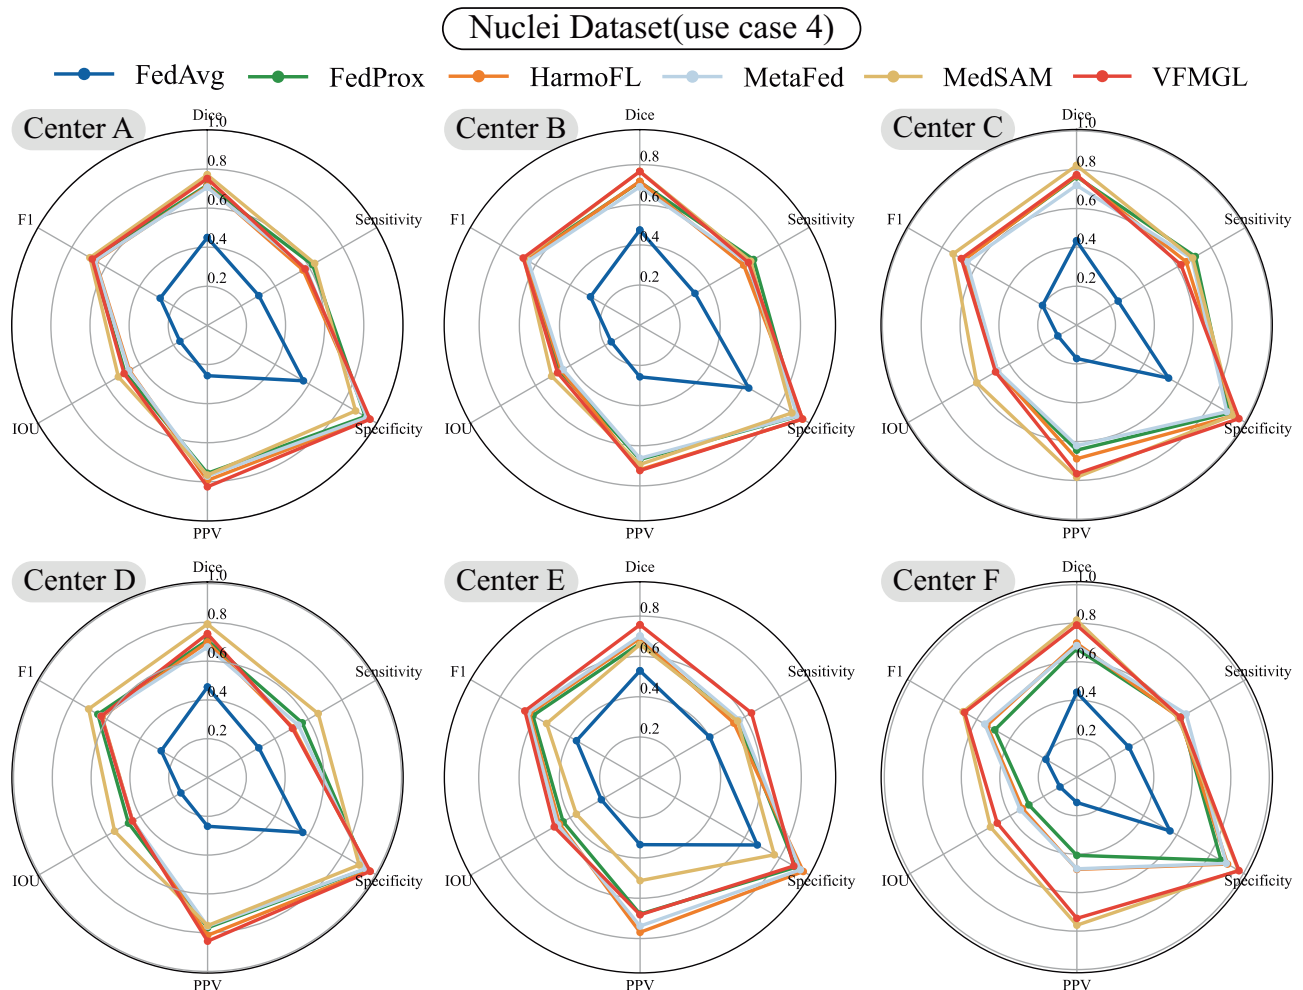 Nuclei Dataset(use case 4)
FedAvg FedProx HarmoFL MetaFed MedSAM VFMGL
Center A
Dice
1.0
0.8
0.6
0.4
0.2
F1
Sensitivity
IOU
Specificity
PPV
Center B
Dice
0.8
0.6
0.4
0.2
F1
Sensitivity
IOU
Specificity
PPV
Center C
Dice
1.0
0.8
0.6
0.4
0.2
F1
Sensitivity
IOU
Specificity
PPV
Center D
Dice
1.0
0.8
0.6
0.4
0.2
F1
Sensitivity
IOU
Specificity
PPV
Center E
Dice
0.8
0.6
0.4
0.2
F1
Sensitivity
IOU
Specificity
PPV
Center F
Dice
1.0
0.8
0.6
0.4
0.2
F1
Sensitivity
IOU
Specificity
PPV